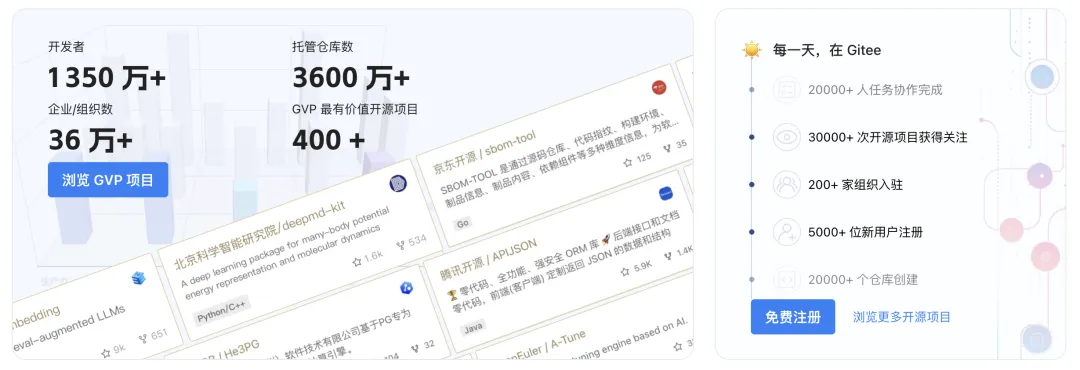 开发者
1350 万+
托管仓库数
3600 万+
企业/组织数
36 万+
GVP 最有价值开源项目
400 +
浏览 GVP 项目
京东开源 / sbom-tool
SBOM-TOOL 是通过源码仓库、代码指纹、构建环境、
制品信息、制品内容、依赖组件等多种维度信息，为软...
125
35
Go
北京科学智能研究院 / deepmd-kit
A deep learning package for many-body potential
energy representation and molecular dynamics
1.6k
534
Python/C++
腾讯开源 / APIJSON
🏆 零代码、全功能、强安全 ORM 库 🚀 后端接口和文档
零代码，前端(客户端) 定制返回 JSON 的数据和结构
5.9K
1.4K
Java
mbedding
eval-augmented LLMs
9k
651
/ He3PG
软件技术有限公司基于PG专为
算引擎。
32
Euler / A-Tune
tuning engine based on AI.
每一天，在 Gitee
20000+ 人任务协作完成
30000+ 次开源项目获得关注
200+ 家组织入驻
5000+ 位新用户注册
20000+ 个仓库创建
免费注册
浏览更多开源项目